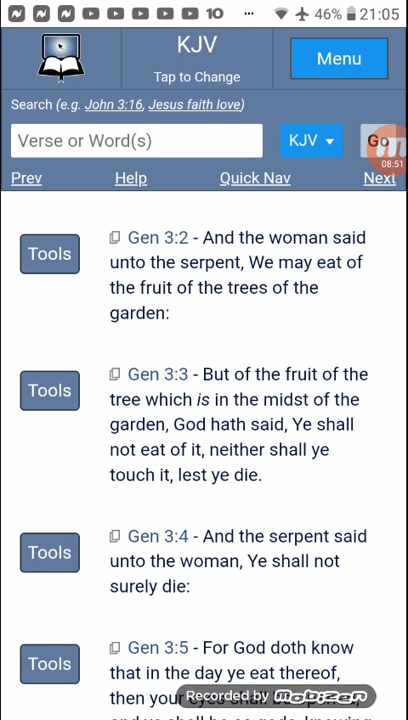 10 ... 46% 21:05
KJV
Tap to Change
Menu
Search (e.g. John 3:16, Jesus faith love)
Verse or Word(s)
KJV
Go
08:51
Prev Help Quick Nav Next
Tools
Gen 3:2 - And the woman said
unto the serpent, We may eat of
the fruit of the trees of the
garden:
Tools
Gen 3:3 - But of the fruit of the
tree which is in the midst of the
garden, God hath said, Ye shall
not eat of it, neither shall ye
touch it, lest ye die.
Tools
Gen 3:4 - And the serpent said
unto the woman, Ye shall not
surely die:
Tools
Gen 3:5 - For God doth know
that in the day ye eat thereof,
then your eyes shall be
Recorded by Mobizen